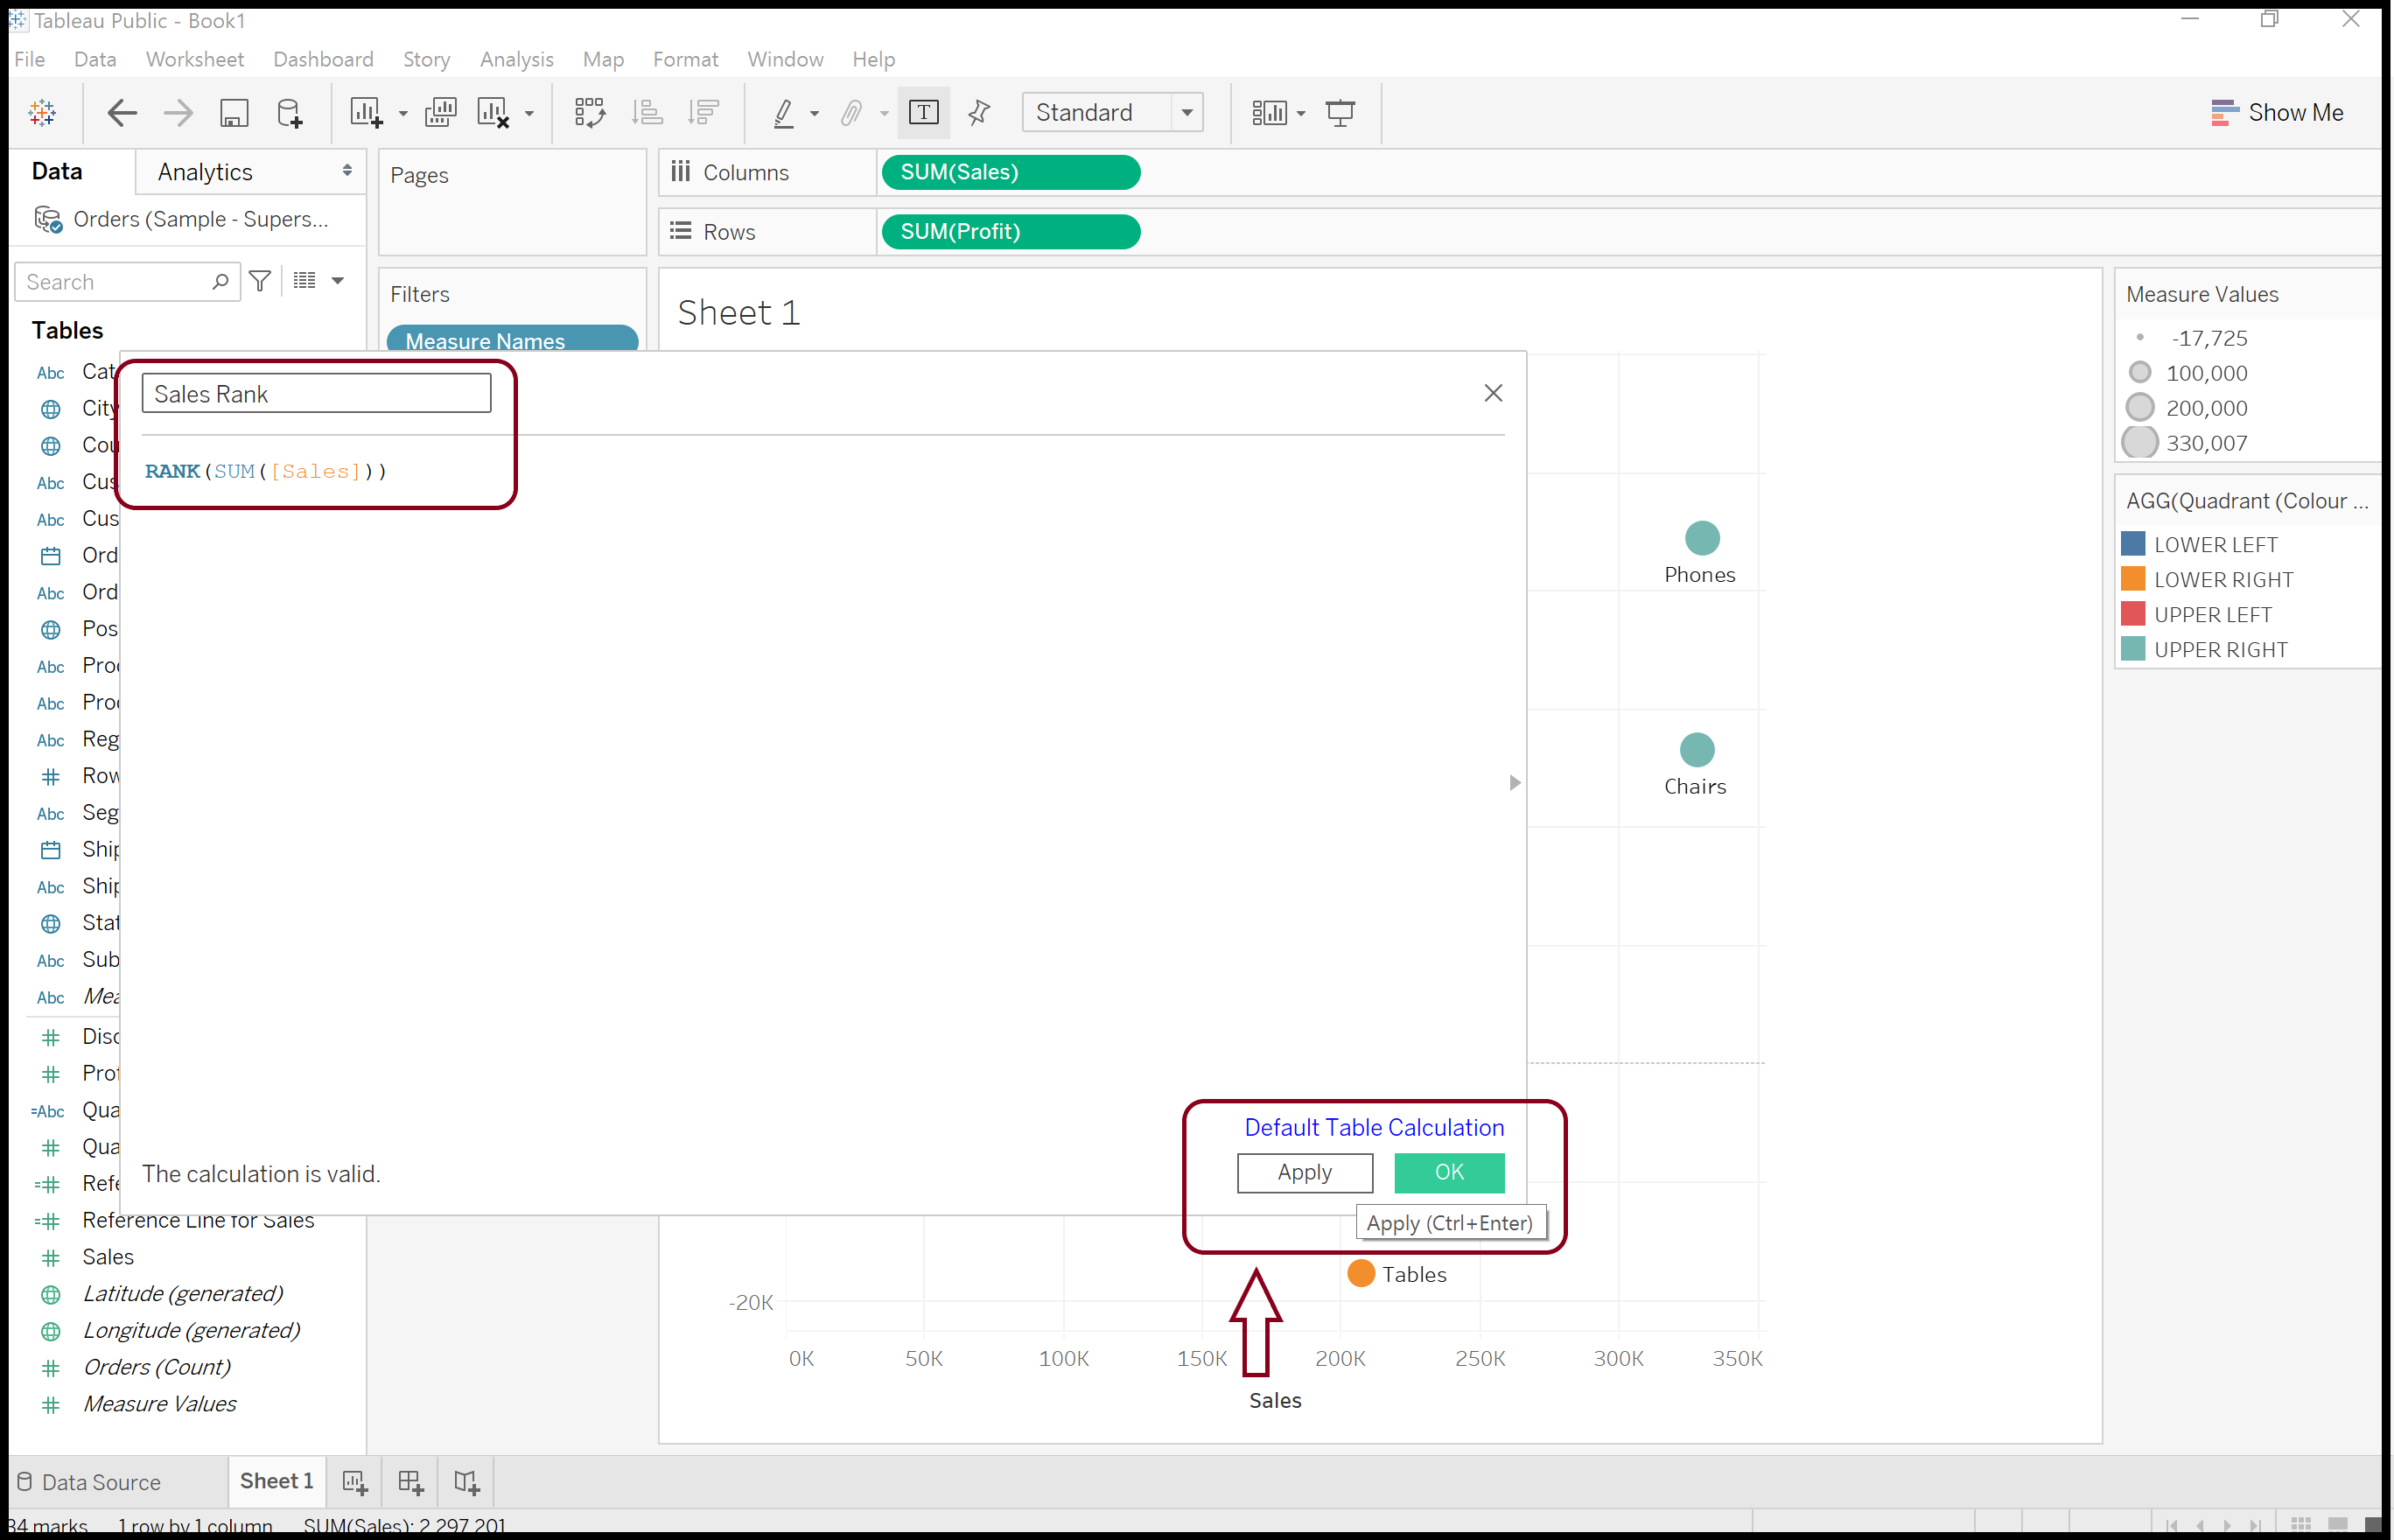 Tableau Public - Book1
File Data Worksheet Dashboard Story Analysis Map Format Window Help
Standard
Show Me
Data Analytics
Orders (Sample - Supers...
Search
Tables
Abc Cat
City
Cou
Abc Cus
Abc Cus
Ord
Abc Ord
Pos
Abc Proc
Abc Proc
Abc Reg
Row
Abc Seg
Ship
Abc Ship
Stat
Abc Sub
Abc Mea
Disc
Prof
=Abc Qua
Qua
Refe
Reference Line for Sales
Sales
Latitude (generated)
Longitude (generated)
Orders (Count)
Measure Values
Pages
Filters
Measure Names
Columns SUM(Sales)
Rows SUM(Profit)
Sheet 1
Sales Rank
RANK(SUM([Sales]))
The calculation is valid.
Default Table Calculation
Apply OK
Apply (Ctrl+Enter)
Phones
Chairs
Tables
-20K
0K 50K 100K 150K 200K 250K 300K 350K
Sales
Measure Values
-17,725
100,000
200,000
330,007
AGG(Quadrant (Colour ...
LOWER LEFT
LOWER RIGHT
UPPER LEFT
UPPER RIGHT
Data Source Sheet 1
34 marks 1 row by 1 column SUM(Sales): 2,297,201